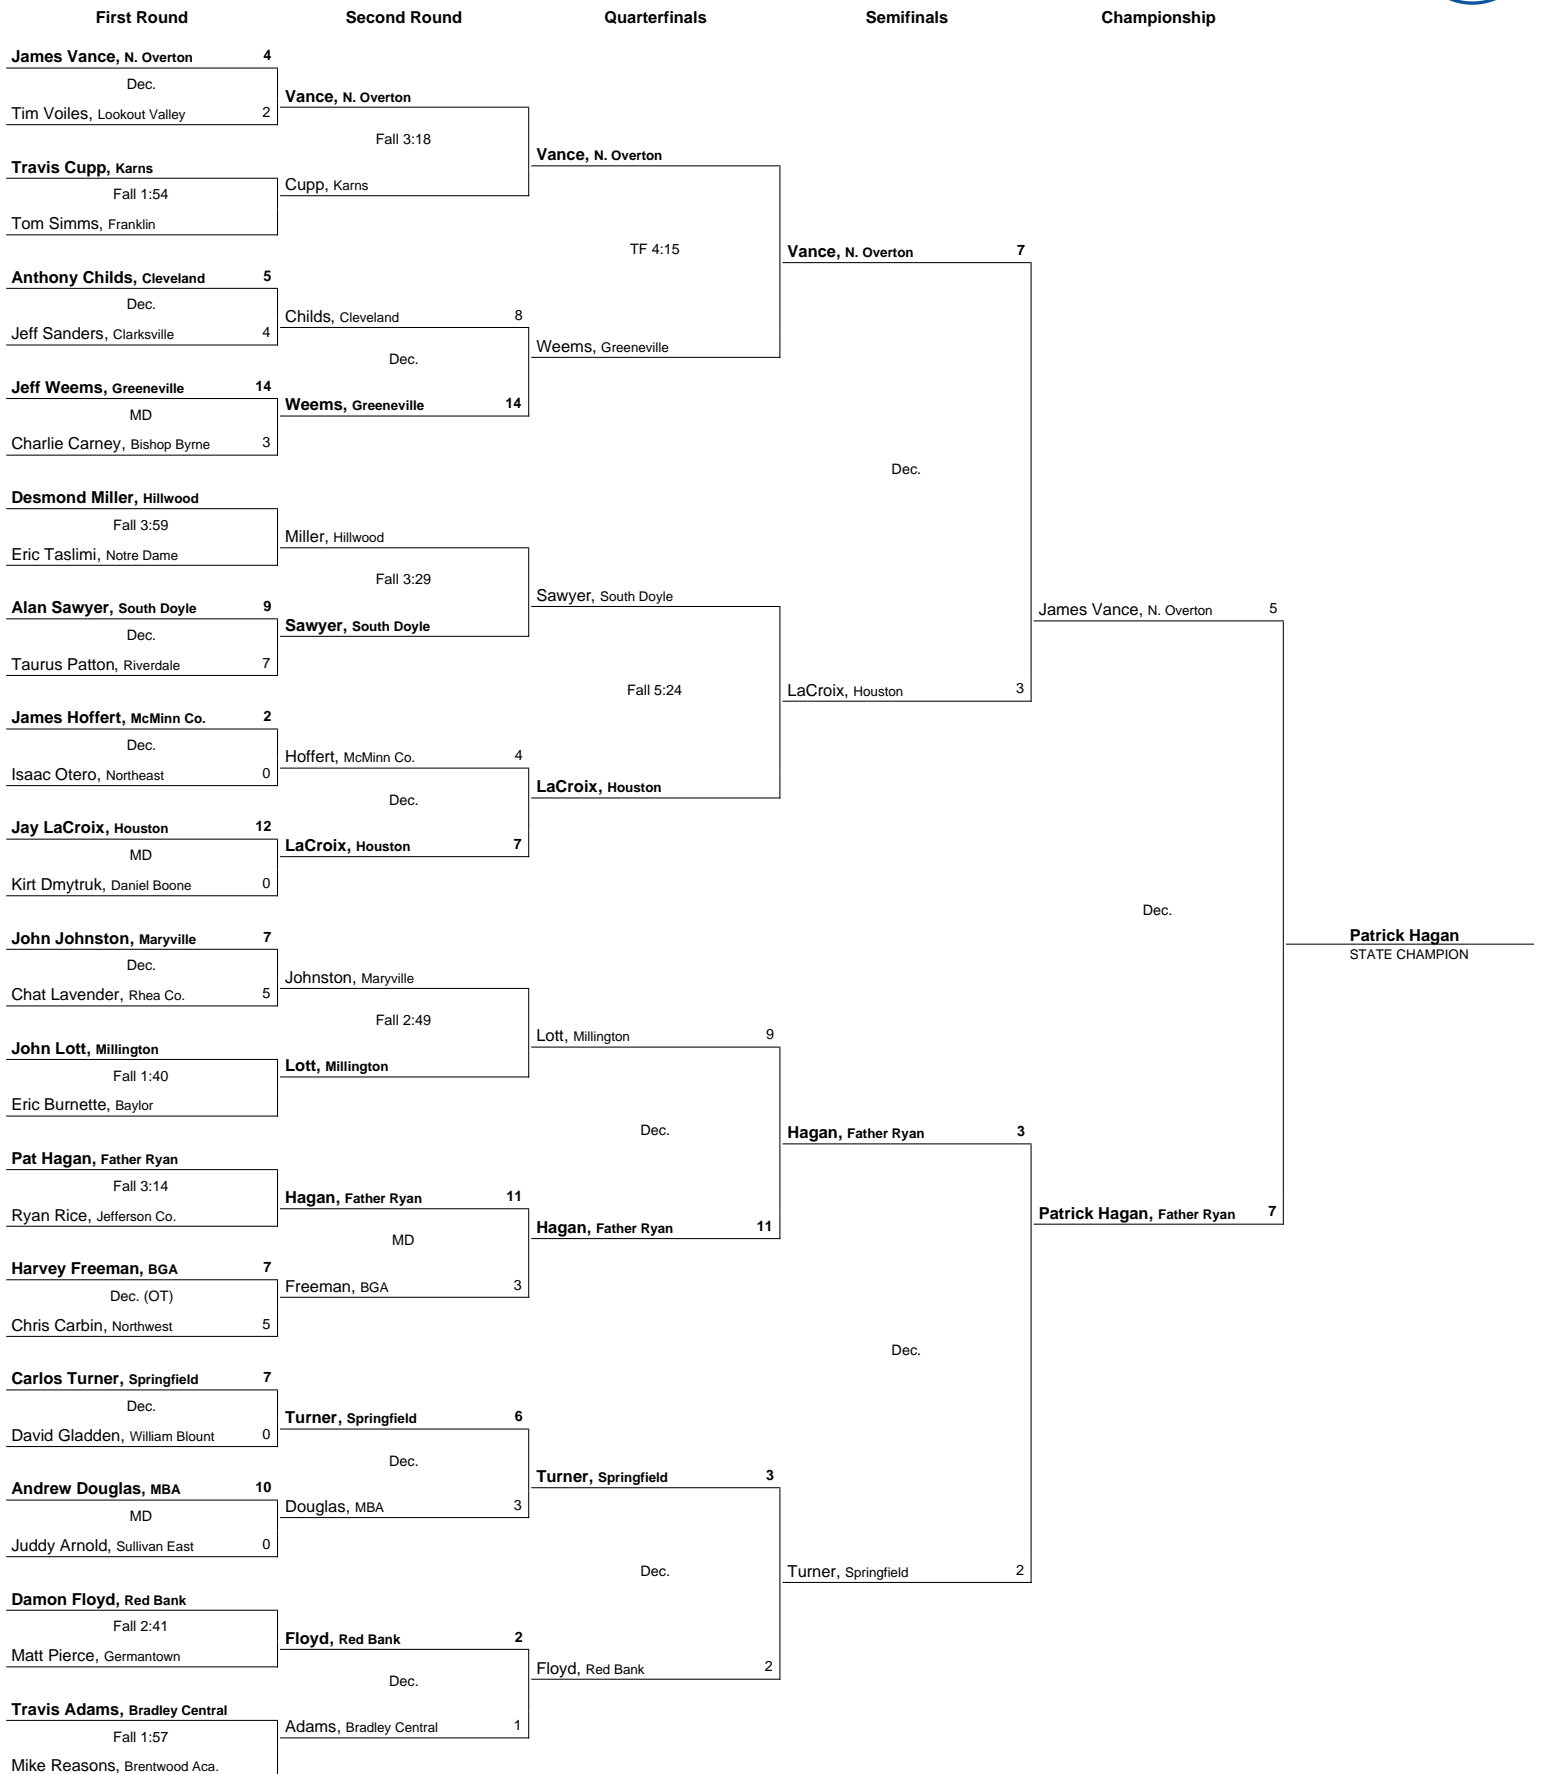 First Round Second Round Quarterfinals Semifinals Championship
James Vance, N. Overton 4
Dec.
Tim Voiles, Lookout Valley 2
Travis Cupp, Karns
Fall 1:54
Tom Simms, Franklin
Anthony Childs, Cleveland 5
Dec.
Jeff Sanders, Clarksville 4
Jeff Weems, Greeneville 14
MD
Charlie Carney, Bishop Byrne 3
Desmond Miller, Hillwood
Fall 3:59
Eric Taslimi, Notre Dame
Alan Sawyer, South Doyle 9
Dec.
Taurus Patton, Riverdale 7
James Hoffert, McMinn Co. 2
Dec.
Isaac Otero, Northeast 0
Jay LaCroix, Houston 12
MD
Kirt Dmytruk, Daniel Boone 0
John Johnston, Maryville 7
Dec.
Chat Lavender, Rhea Co. 5
John Lott, Millington
Fall 1:40
Eric Burnette, Baylor
Pat Hagan, Father Ryan
Fall 3:14
Ryan Rice, Jefferson Co.
Harvey Freeman, BGA 7
Dec. (OT)
Chris Carbin, Northwest 5
Carlos Turner, Springfield 7
Dec.
David Gladden, William Blount 0
Andrew Douglas, MBA 10
MD
Juddy Arnold, Sullivan East 0
Damon Floyd, Red Bank
Fall 2:41
Matt Pierce, Germantown
Travis Adams, Bradley Central
Fall 1:57
Mike Reasons, Brentwood Aca.
Vance, N. Overton
Fall 3:18
Cupp, Karns
Childs, Cleveland 8
Dec.
Weems, Greeneville 14
Miller, Hillwood
Fall 3:29
Sawyer, South Doyle
Hoffert, McMinn Co. 4
Dec.
LaCroix, Houston 7
Johnston, Maryville
Fall 2:49
Lott, Millington
Hagan, Father Ryan 11
MD
Freeman, BGA 3
Turner, Springfield 6
Dec.
Douglas, MBA 3
Floyd, Red Bank 2
Dec.
Adams, Bradley Central 1
Vance, N. Overton
TF 4:15
Weems, Greeneville
Sawyer, South Doyle
Fall 5:24
LaCroix, Houston
Lott, Millington 9
Dec.
Hagan, Father Ryan 11
Turner, Springfield 3
Dec.
Floyd, Red Bank 2
Vance, N. Overton 7
Dec.
LaCroix, Houston 3
Hagan, Father Ryan 3
Dec.
Turner, Springfield 2
James Vance, N. Overton 5
Dec.
Patrick Hagan, Father Ryan 7
Patrick Hagan
STATE CHAMPION